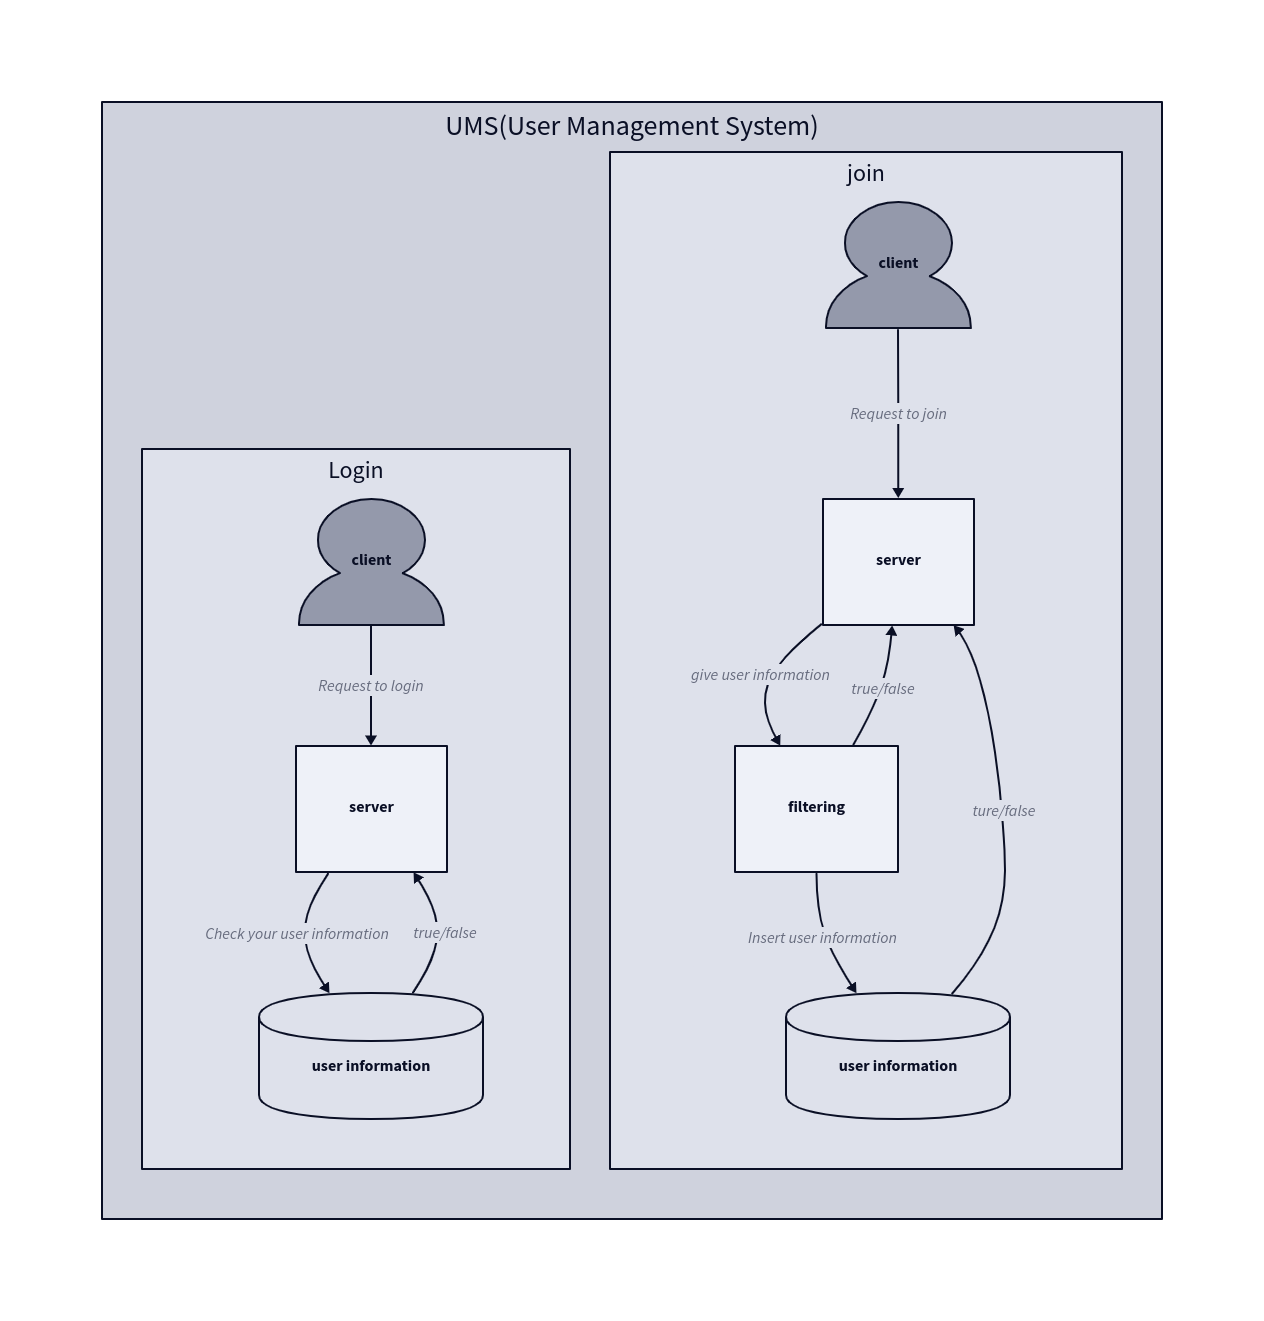 UMS(User Management System)
Login
client
Request to login
server
Check your user information
true/false
user information
join
client
Request to join
server
give user information
true/false
filtering
ture/false
Insert user information
user information